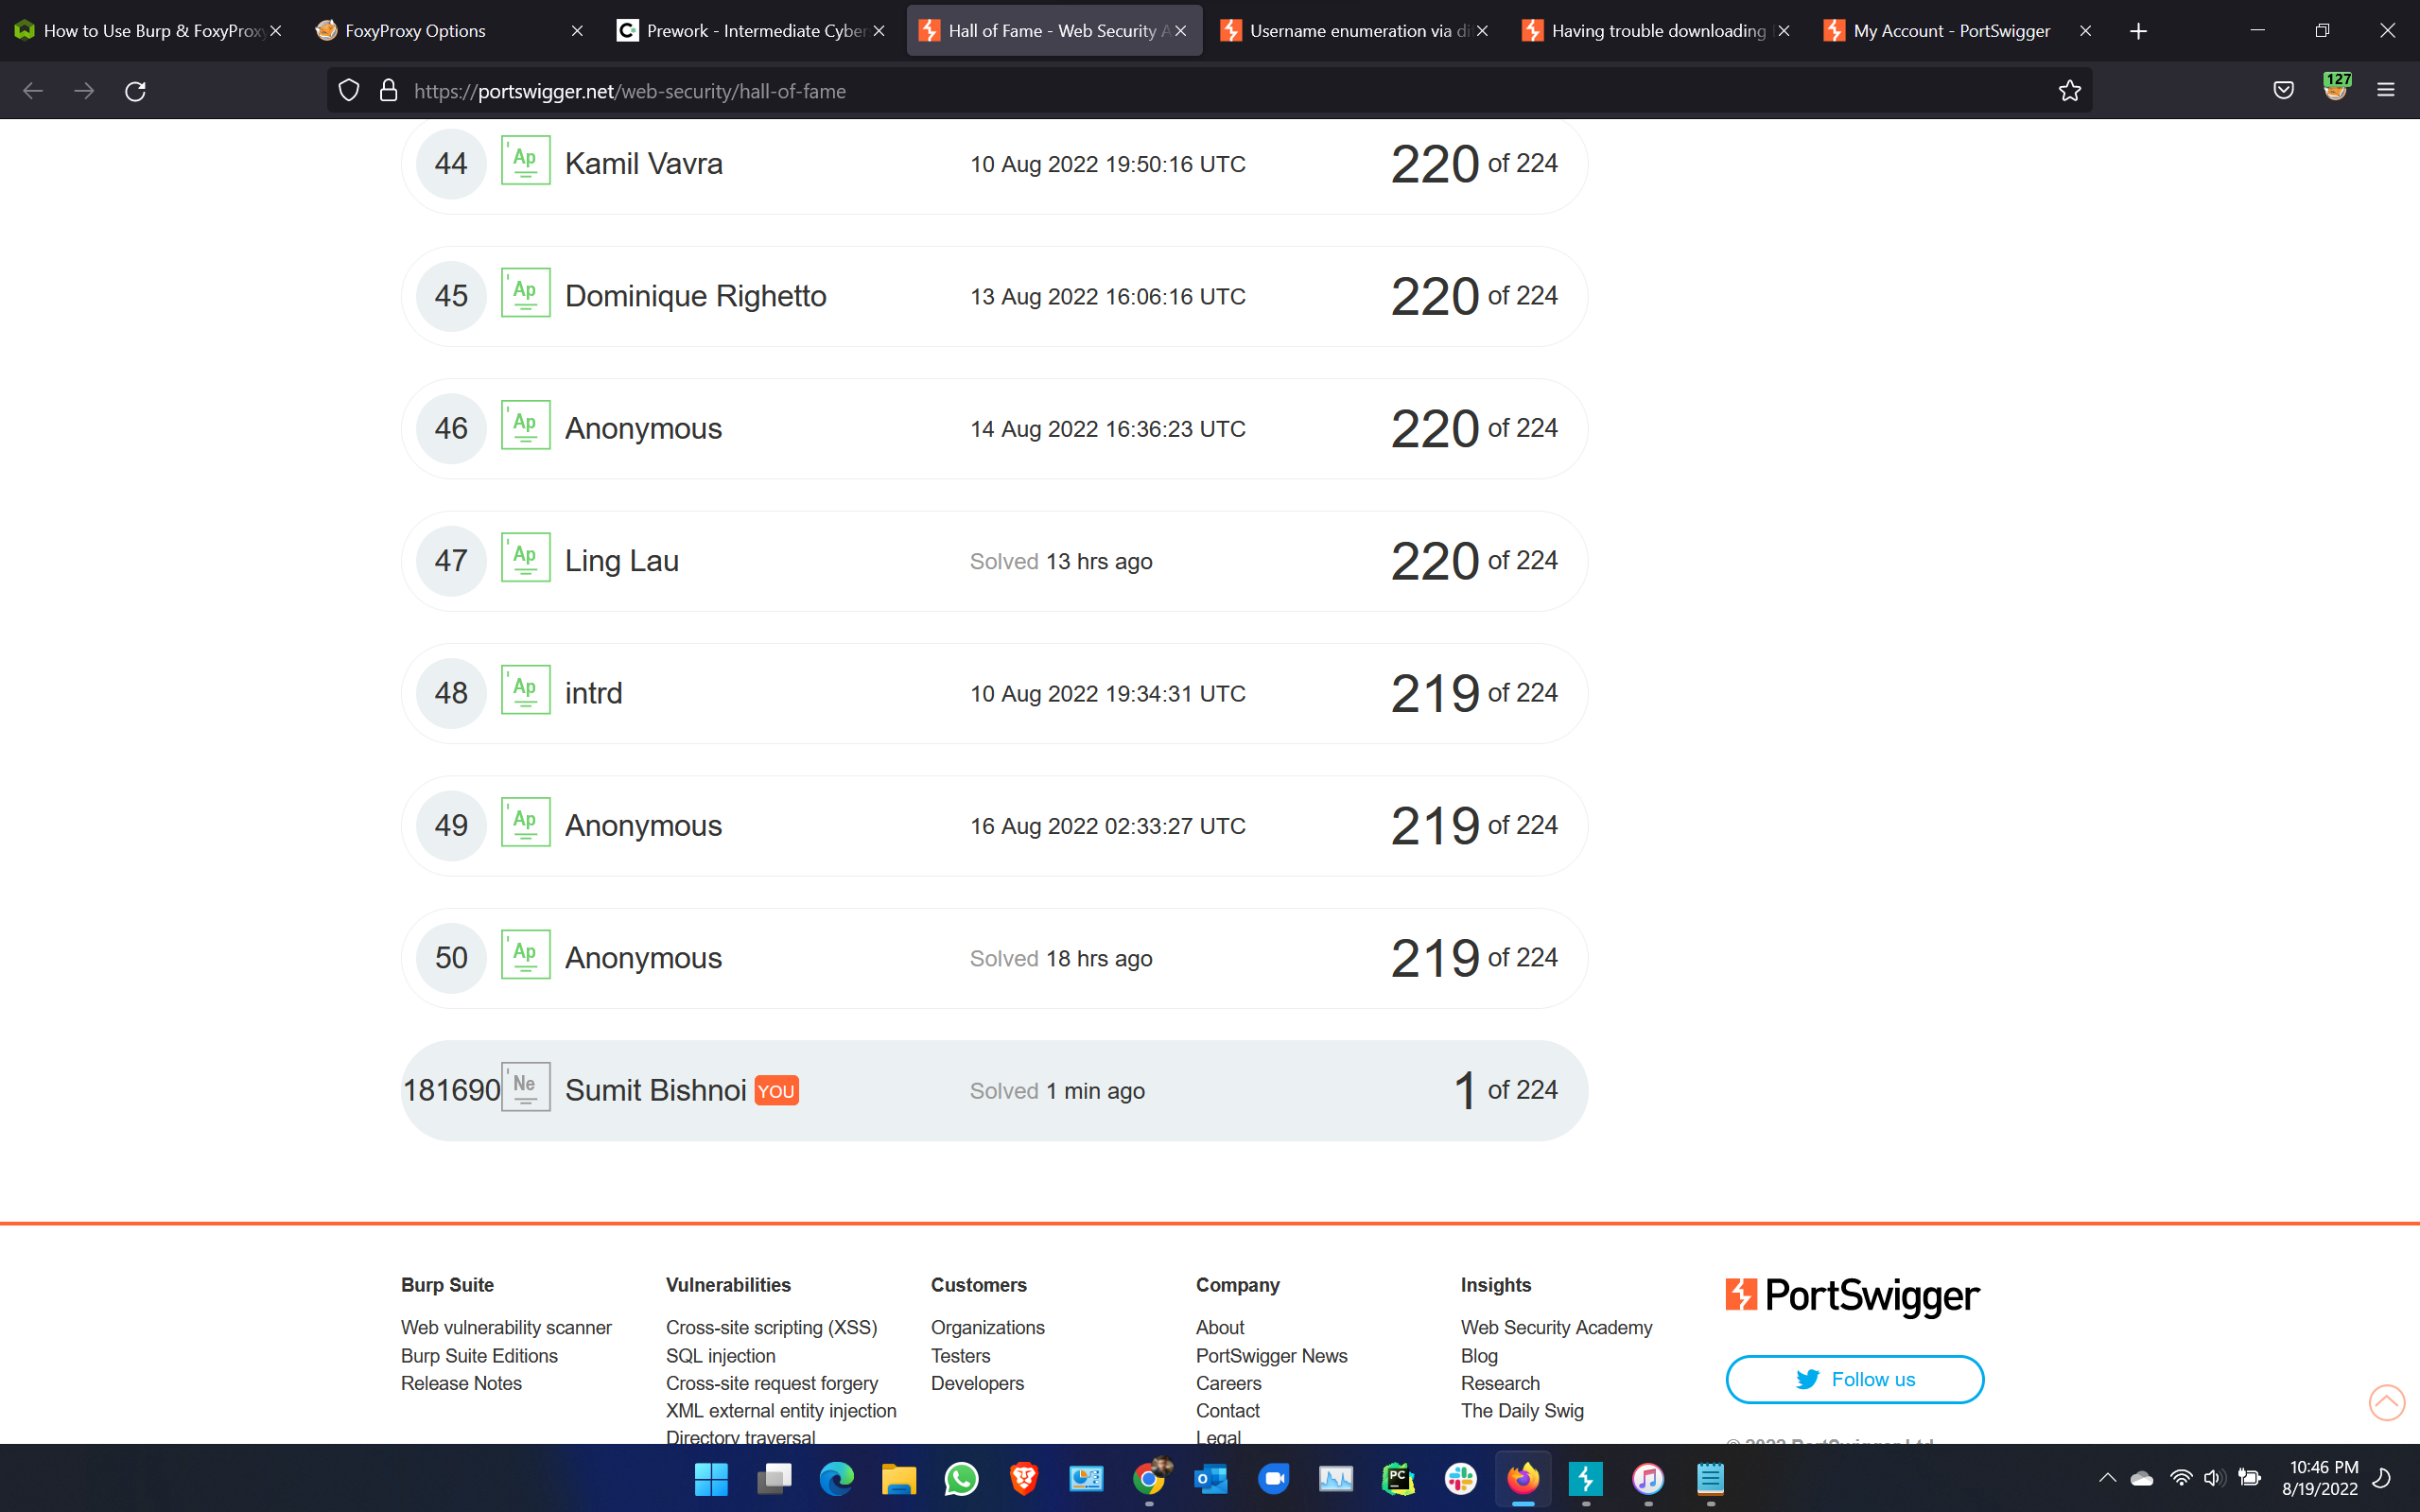 How to Use Burp & FoxyProxy
FoxyProxy Options
Prework - Intermediate Cyber
Hall of Fame - Web Security A
Username enumeration via di
Having trouble downloading
My Account - PortSwigger
https://portswigger.net/web-security/hall-of-fame
127
44 Ap Kamil Vavra 10 Aug 2022 19:50:16 UTC 220 of 224
45 Ap Dominique Righetto 13 Aug 2022 16:06:16 UTC 220 of 224
46 Ap Anonymous 14 Aug 2022 16:36:23 UTC 220 of 224
47 Ap Ling Lau Solved 13 hrs ago 220 of 224
48 Ap intrd 10 Aug 2022 19:34:31 UTC 219 of 224
49 Ap Anonymous 16 Aug 2022 02:33:27 UTC 219 of 224
50 Ap Anonymous Solved 18 hrs ago 219 of 224
181690 Ne Sumit Bishnoi YOU Solved 1 min ago 1 of 224
Burp Suite
Web vulnerability scanner
Burp Suite Editions
Release Notes
Vulnerabilities
Cross-site scripting (XSS)
SQL injection
Cross-site request forgery
XML external entity injection
Directory traversal
Customers
Organizations
Testers
Developers
Company
About
PortSwigger News
Careers
Contact
Legal
Insights
Web Security Academy
Blog
Research
The Daily Swig
PortSwigger
Follow us
© 2022 PortSwigger Ltd
10:46 PM
8/19/2022